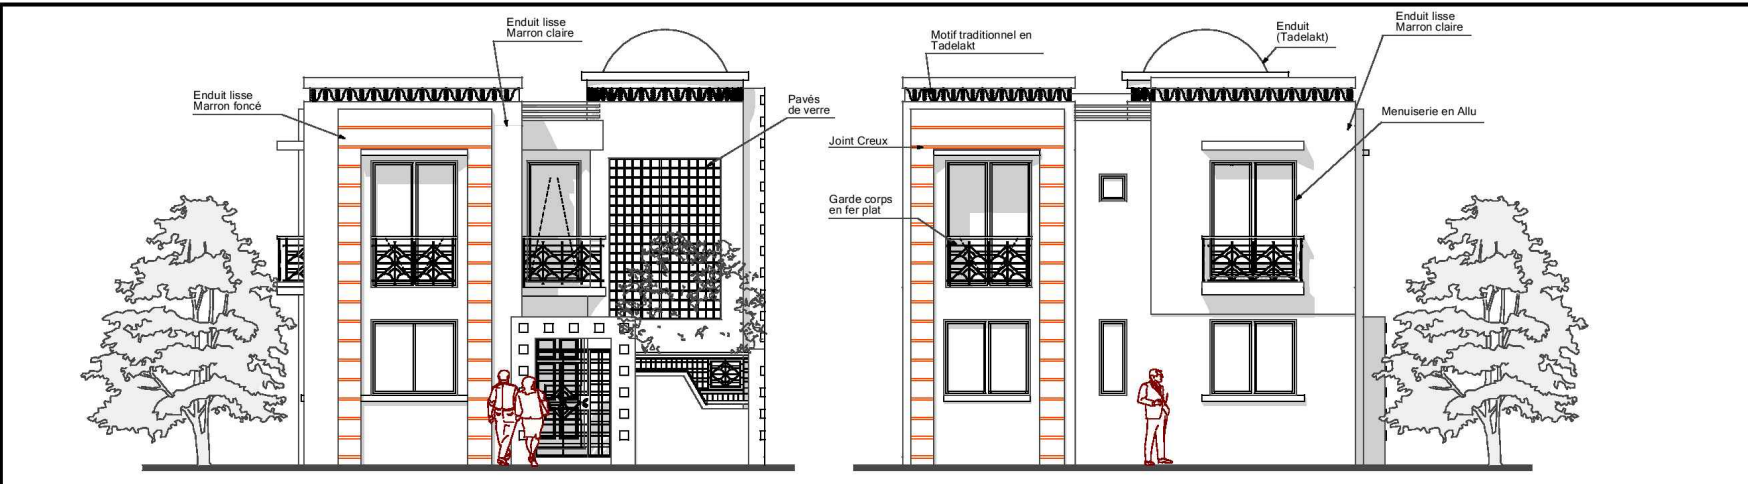 Enduit lisse
Marron claire
Enduit lisse
Marron foncé
Pavés
de verre
Motif traditionnel en
Tadelakt
Enduit
(Tadelakt)
Enduit lisse
Marron claire
Menuiserie en Allu
Joint Creux
Garde corps
en fer plat